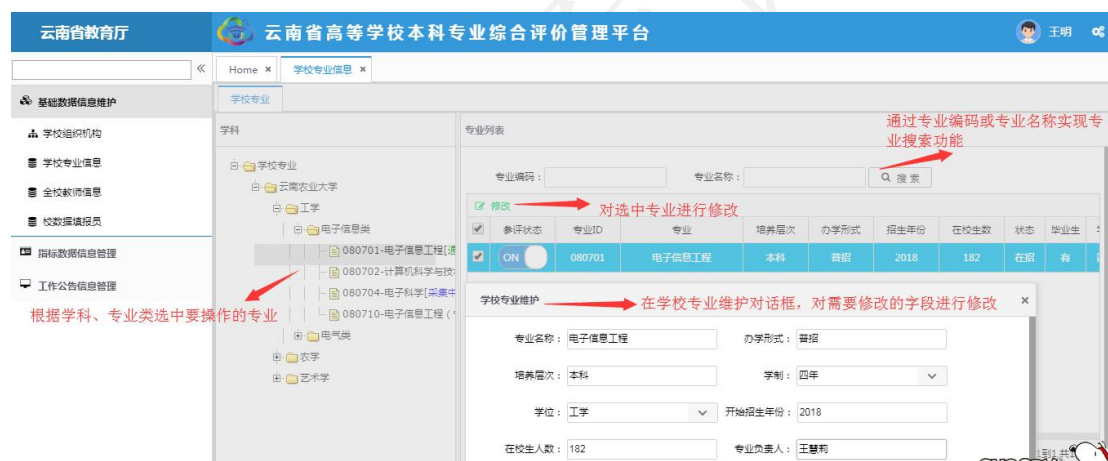 云南省教育厅
云南省高等学校本科专业综合评价管理平台
王明
Home ×
学校专业信息 ×
基础数据信息维护
学校组织机构
学校专业信息
全校教师信息
校数据填报员
指标数据信息管理
工作公告信息管理
学校专业
学科
学校专业
云南农业大学
工学
电子信息类
080701-电子信息工程[
080702-计算机科学与技
080704-电子科学[采集中
080710-电子信息工程（
电气类
农学
艺术学
根据学科、专业类选中要操作的专业
专业列表
通过专业编码或专业名称实现专
业搜索功能
专业编码：
专业名称：
搜索
修改
对选中专业进行修改
参评状态 专业ID 专业 培养层次 办学形式 招生年份 在校生数 状态 毕业生
ON 080701 电子信息工程 本科 普招 2018 182 在招 有
学校专业维护
在学校专业维护对话框，对需要修改的字段进行修改
×
专业名称： 电子信息工程 办学形式： 普招
培养层次： 本科 学制： 四年
学位： 工学 开始招生年份： 2018
在校生人数： 182 专业负责人： 王慧莉